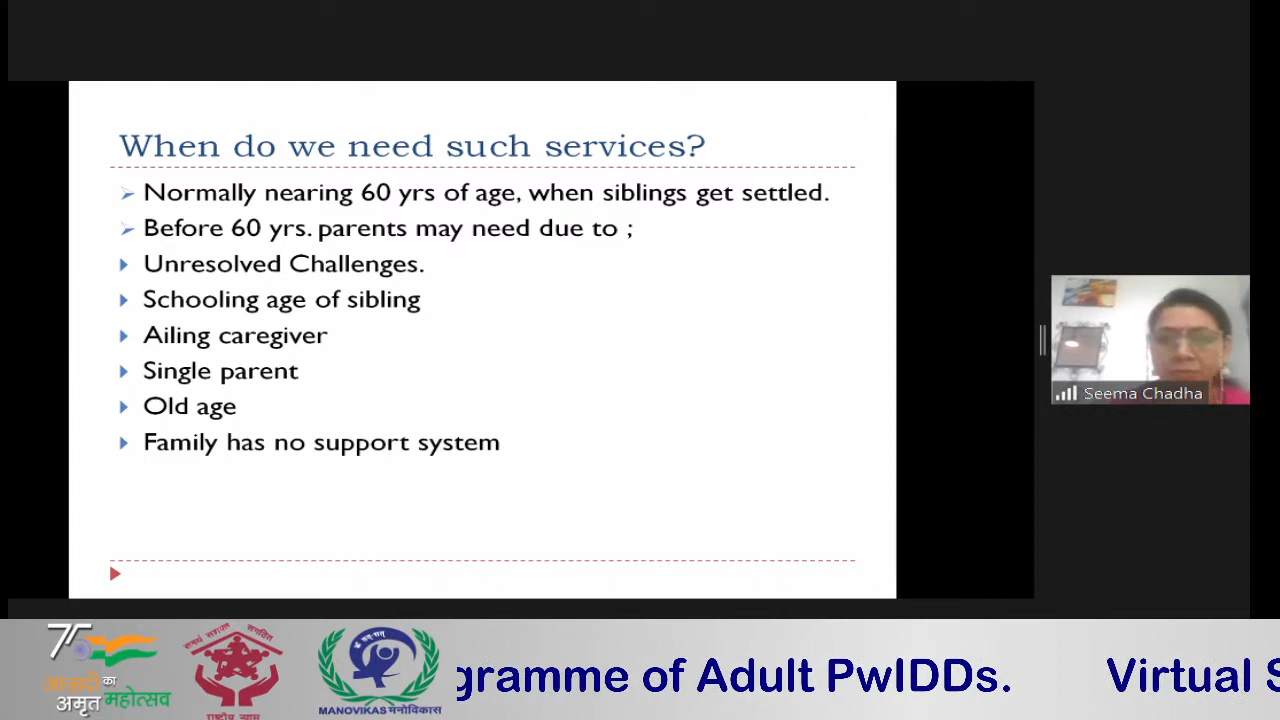 When do we need such services?
Normally nearing 60 yrs of age, when siblings get settled.
Before 60 yrs. parents may need due to ;
Unresolved Challenges.
Schooling age of sibling
Ailing caregiver
Single parent
Old age
Family has no support system
Seema Chadha
75
आज़ादी का
अमृत महोत्सव
MANOVIKAS मनोविकास
gramme of Adult PwIDDs. Virtual S